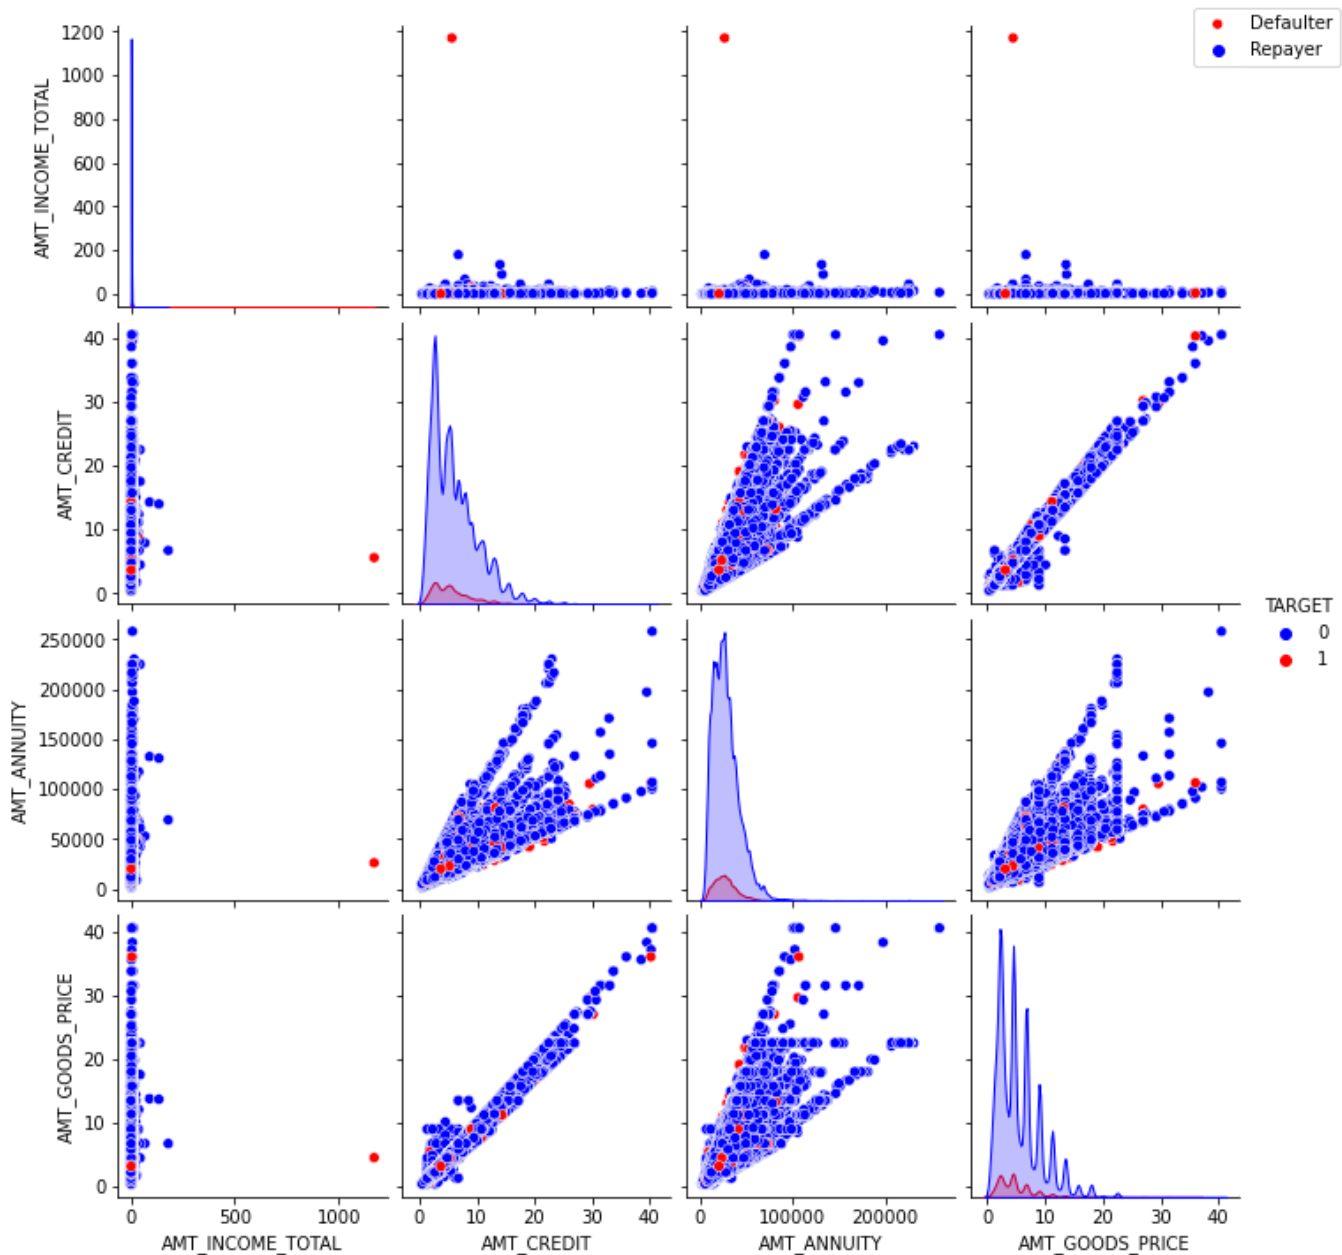 Defaulter
Repayer
1200
1000
800
600
400
200
0
AMT_INCOME_TOTAL
40
30
20
10
0
AMT_CREDIT
TARGET
0
1
250000
200000
150000
100000
50000
0
AMT_ANNUITY
40
30
20
10
0
AMT_GOODS_PRICE
0 500 1000
0 10 20 30 40
0 100000 200000
0 10 20 30 40
AMT_INCOME_TOTAL
AMT_CREDIT
AMT_ANNUITY
AMT_GOODS_PRICE